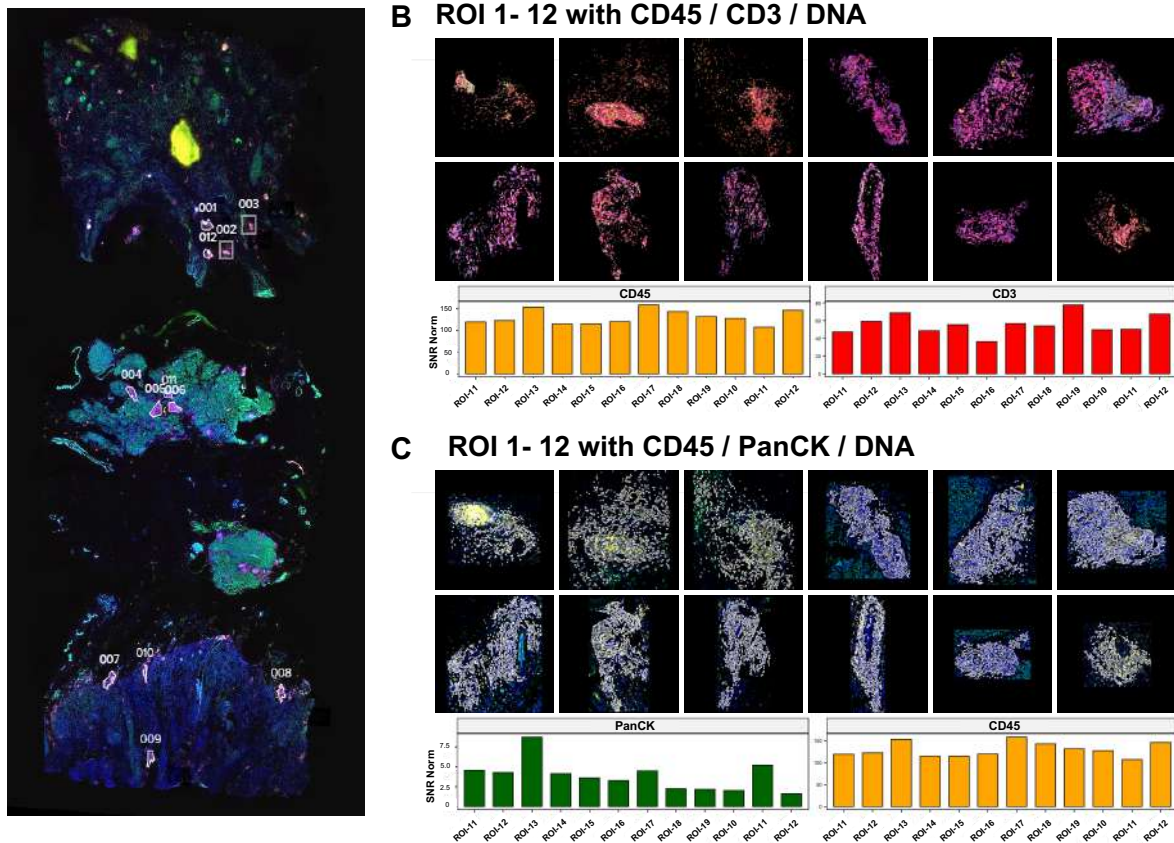 001
003
002
012
004
011
005
006
007
010
008
009
B ROI 1- 12 with CD45 / CD3 / DNA
CD45
CD3
SNR Norm
150
100
50
0
ROI-11
ROI-12
ROI-13
ROI-14
ROI-15
ROI-16
ROI-17
ROI-18
ROI-19
ROI-10
ROI-11
ROI-12
ROI-11
ROI-12
ROI-13
ROI-14
ROI-15
ROI-16
ROI-17
ROI-18
ROI-19
ROI-10
ROI-11
ROI-12
C ROI 1- 12 with CD45 / PanCK / DNA
PanCK
CD45
SNR Norm
7.5
5.0
2.5
0
ROI-11
ROI-12
ROI-13
ROI-14
ROI-15
ROI-16
ROI-17
ROI-18
ROI-19
ROI-10
ROI-11
ROI-12
ROI-11
ROI-12
ROI-13
ROI-14
ROI-15
ROI-16
ROI-17
ROI-18
ROI-19
ROI-10
ROI-11
ROI-12